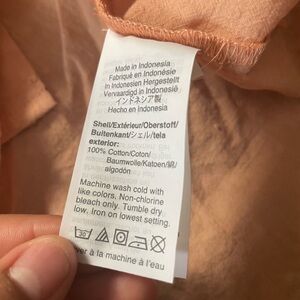 Made in Indonesia
Fabriqué en Indonésie
In Indonesien Hergestellt
Vervaardigd in Indonesië
インドネシア製
Hecho en Indonesia
Shell/Extérieur/Oberstoff/
Buitenkant/シェル/tela
exterior:
100% Cotton/Coton/
Baumwolle/Katoen/綿/
algodón
Machine wash cold with
like colors. Non-chlorine
bleach only. Tumble dry
low. Iron on lowest setting.
30
ver à la machine à l'eau